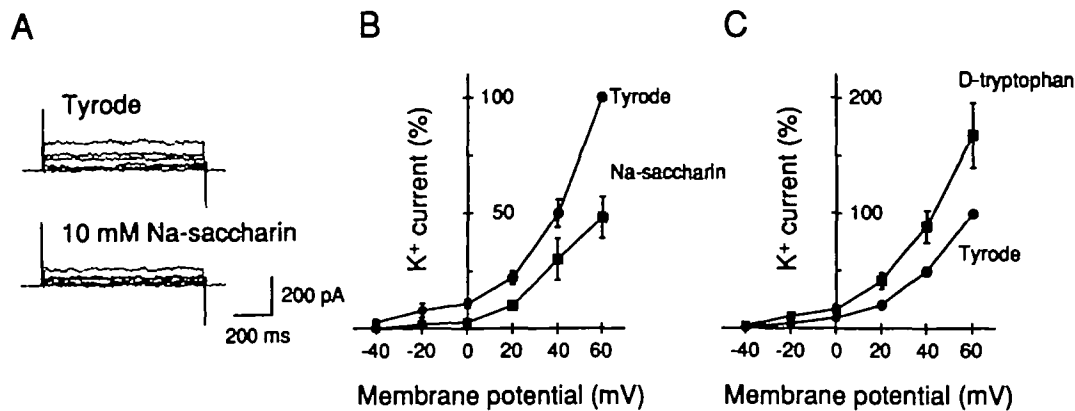 A
Tyrode
10 mM Na-saccharin
200 pA
200 ms
B
K+ current (%)
100
50
Tyrode
Na-saccharin
-40 -20 0 20 40 60
Membrane potential (mV)
C
K+ current (%)
200
100
D-tryptophan
Tyrode
-40 -20 0 20 40 60
Membrane potential (mV)